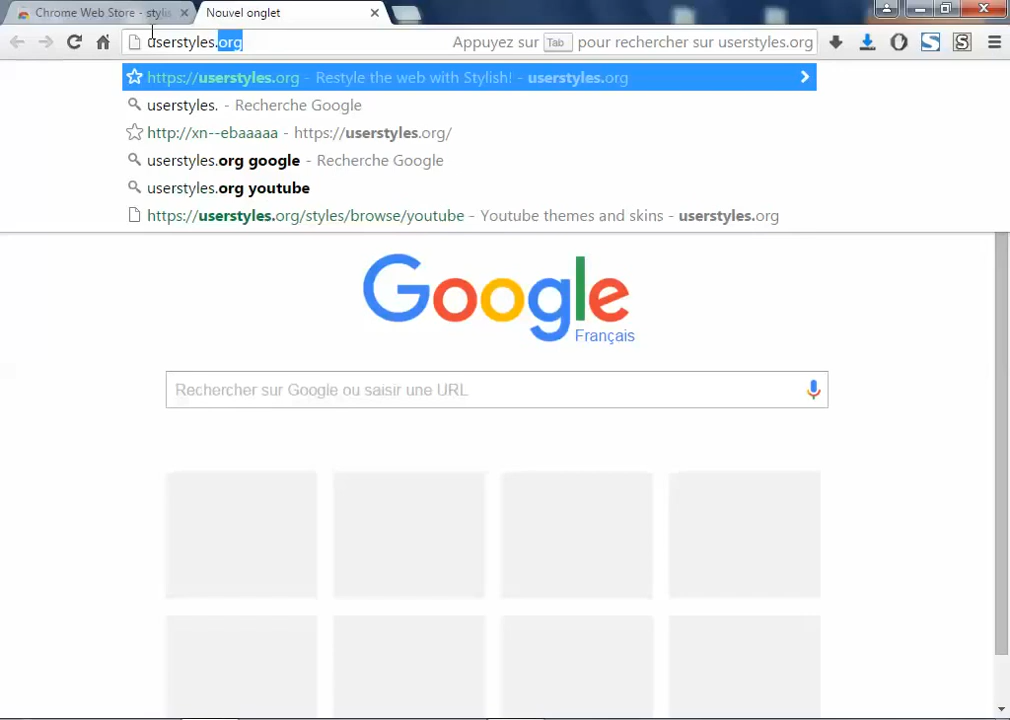 Chrome Web Store - stylis
Nouvel onglet
userstyles.org
Appuyez sur Tab pour rechercher sur userstyles.org
https://userstyles.org - Restyle the web with Stylish! - userstyles.org
userstyles. - Recherche Google
http://xn--ebaaaaa - https://userstyles.org/
userstyles.org google - Recherche Google
userstyles.org youtube
https://userstyles.org/styles/browse/youtube - Youtube themes and skins - userstyles.org
Google
Français
Rechercher sur Google ou saisir une URL